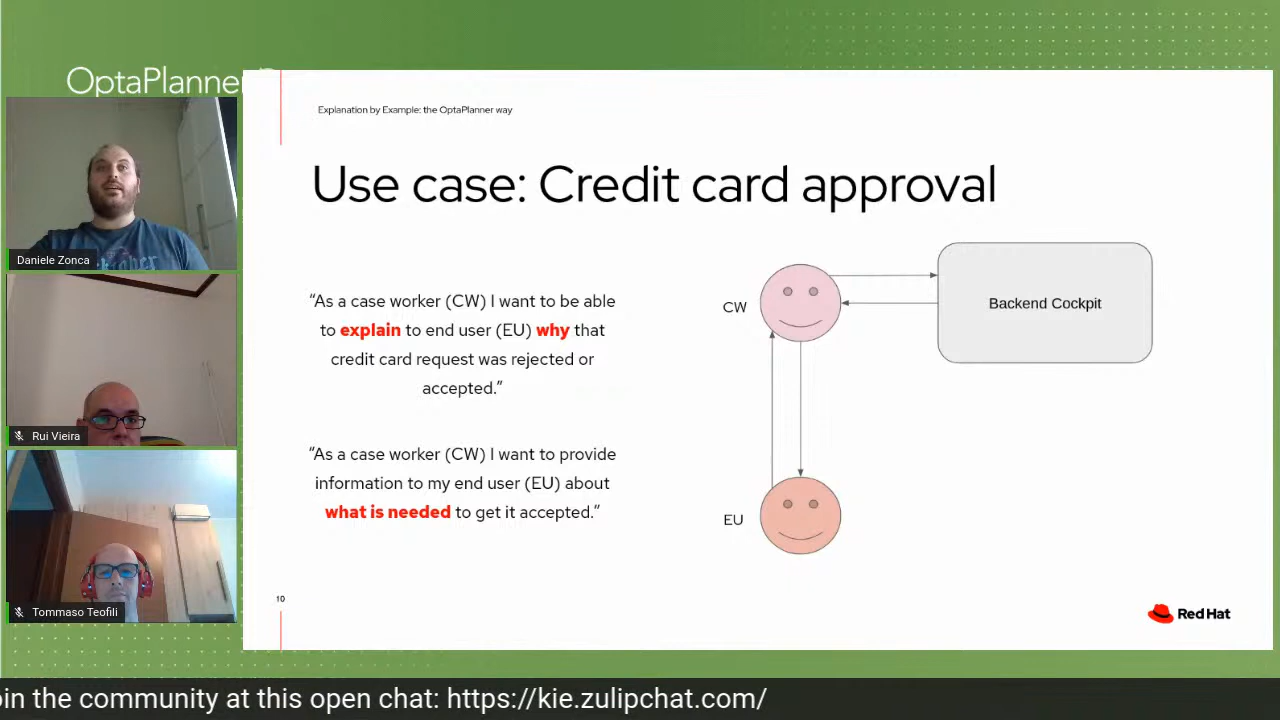 OptaPlanner
Explanation by Example: the OptaPlanner way
Use case: Credit card approval
Daniele Zonca
Rui Vieira
Tommaso Teofili
“As a case worker (CW) I want to be able
to explain to end user (EU) why that
credit card request was rejected or
accepted.”
“As a case worker (CW) I want to provide
information to my end user (EU) about
what is needed to get it accepted.”
CW
Backend Cockpit
EU
10
Red Hat
oin the community at this open chat: https://kie.zulipchat.com/